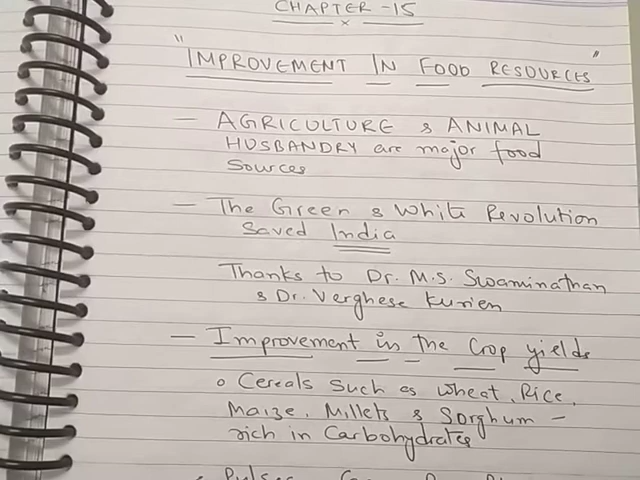 CHAPTER -15
x
"IMPROVEMENT IN FOOD RESOURCES"
- AGRICULTURE & ANIMAL
HUSBANDRY are major food
Sources
- The Green & White Revolution
Saved India
Thanks to Dr. M.S. Swaminathan
& Dr. Verghese Kurien
- Improvement in the Crop yields
o Cereals Such as Wheat, Rice,
Maize, Millets & Sorghum -
rich in Carbohydrates
Pulses